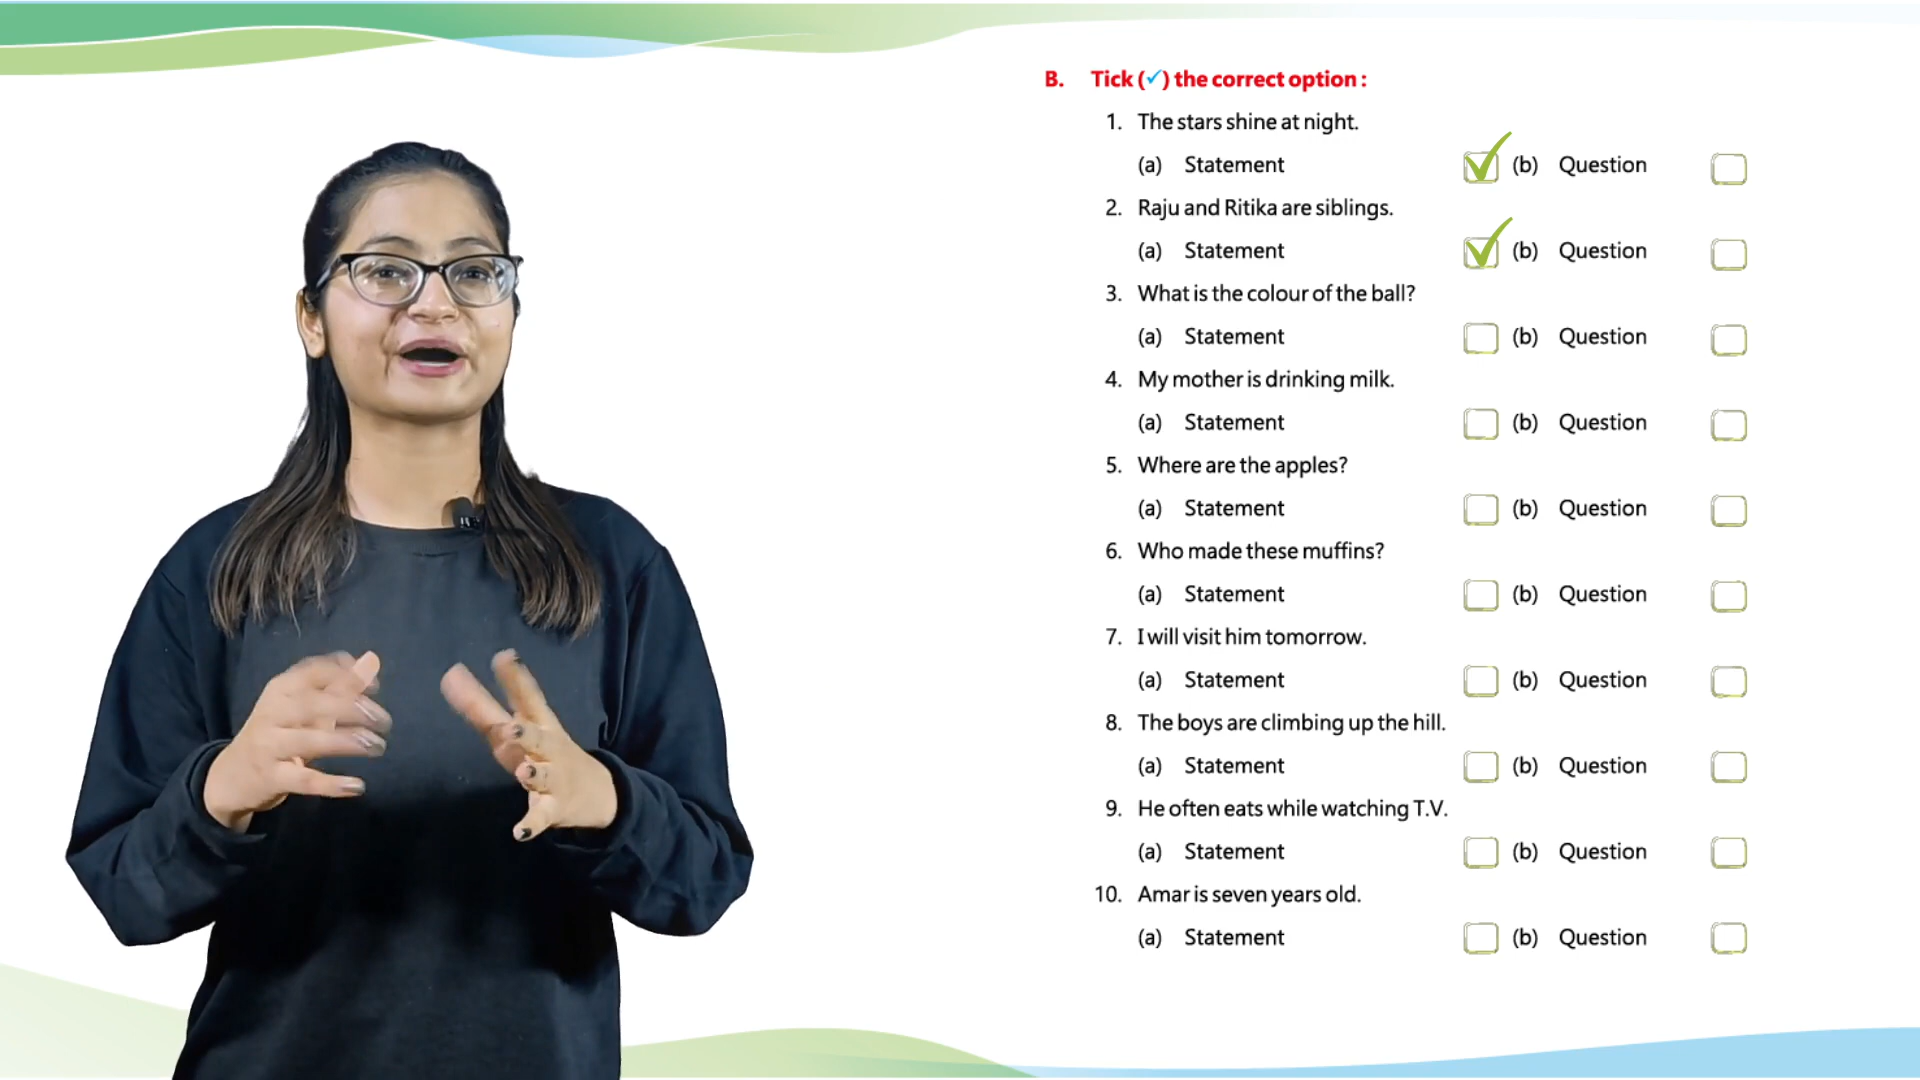 B. Tick (✓) the correct option :
1. The stars shine at night.
(a) Statement (b) Question
2. Raju and Ritika are siblings.
(a) Statement (b) Question
3. What is the colour of the ball?
(a) Statement (b) Question
4. My mother is drinking milk.
(a) Statement (b) Question
5. Where are the apples?
(a) Statement (b) Question
6. Who made these muffins?
(a) Statement (b) Question
7. I will visit him tomorrow.
(a) Statement (b) Question
8. The boys are climbing up the hill.
(a) Statement (b) Question
9. He often eats while watching T.V.
(a) Statement (b) Question
10. Amar is seven years old.
(a) Statement (b) Question